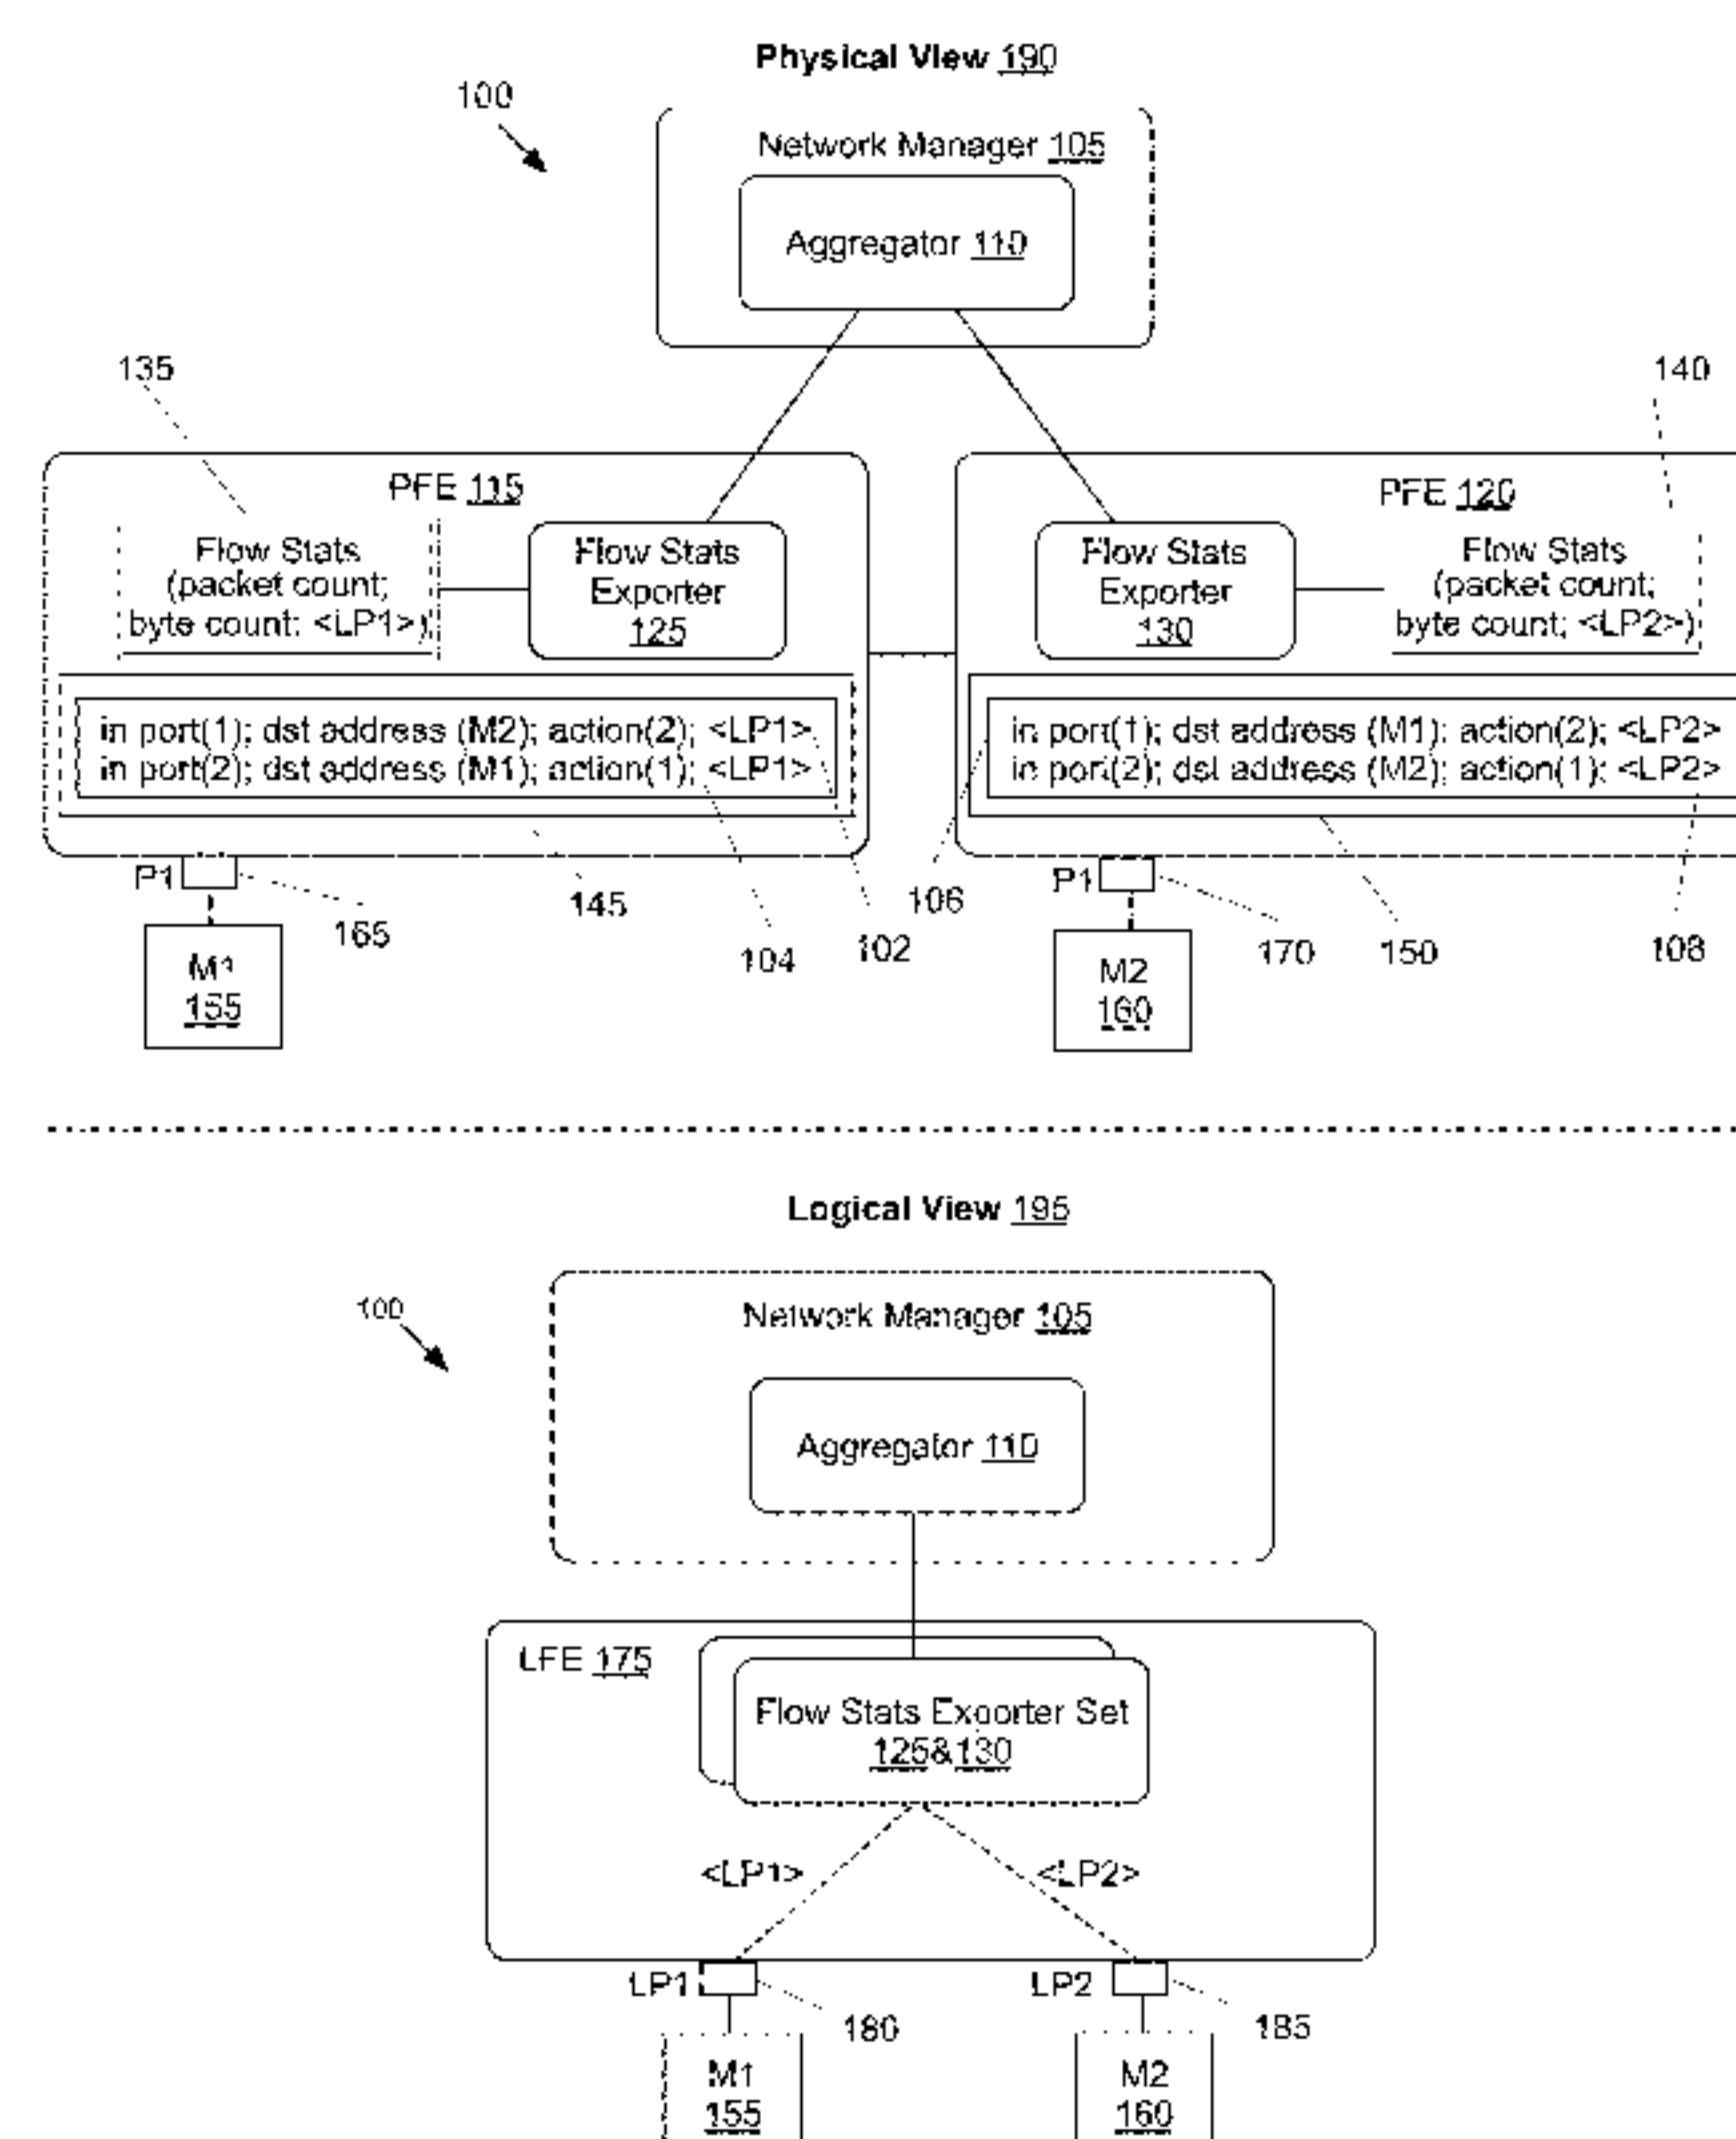 Physical View 190
100
Network Manager 105
Aggregator 110
135
140
PFE 115
Flow Stats
(packet count;
byte count; <LP1>)
Flow Stats
Exporter
125
in port(1); dst address (M2); action(2); <LP1>
in port(2); dst address (M1); action(1); <LP1>
PFE 120
Flow Stats
Exporter
130
Flow Stats
(packet count;
byte count; <LP2>)
in port(1); dst address (M1); action(2); <LP2>
in port(2); dst address (M2); action(1); <LP2>
P1
165
145
104
102
106
P1
170
150
108
M1
155
M2
160
Logical View 195
100
Network Manager 105
Aggregator 110
LFE 175
Flow Stats Exporter Set
125&130
<LP1>
<LP2>
LP1
180
LP2
185
M1
155
M2
160